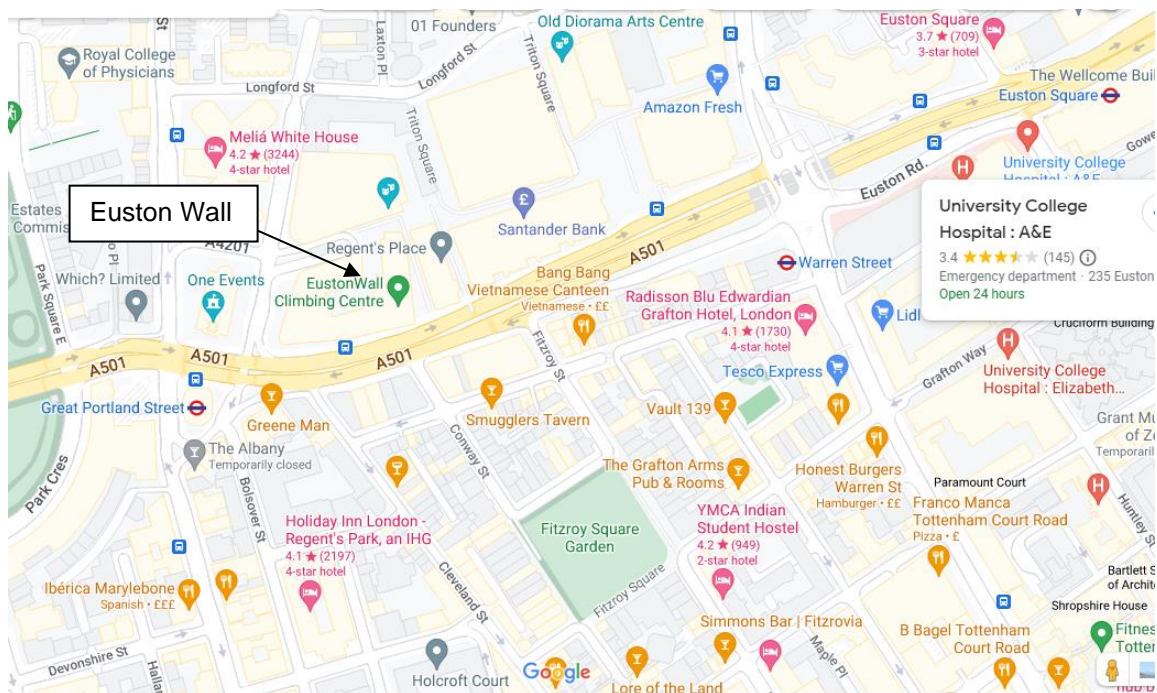 01 Founders
Old Diorama Arts Centre
Euston Square
3.7 ★ (709)
3-star hotel
Royal College
of Physicians
Laxton Pl
Longford St
Triton Square
Longford St
Amazon Fresh
The Wellcome Buil
Euston Square
Triton Square
Meliá White House
4.2 ★ (3244)
4-star hotel
Gowe
University College
Hospital : A&E
Euston Rd.
Euston Wall
Estates
Commis
Pl
A4201
Santander Bank
Regent's Place
A501
University College
Hospital : A&E
3.4 ★ (145)
Emergency department · 235 Euston
Open 24 hours
Park Square E
Which? Limited
One Events
EustonWall
Climbing Centre
Bang Bang
Vietnamese Canteen
Vietnamese · ££
Warren Street
Radisson Blu Edwardian
Grafton Hotel, London
4.1 ★ (1730)
4-star hotel
Lidl
Cruciform Building
A501
A501
A501
Fitzroy St
Grafton Way
University College
Hospital : Elizabeth...
Tesco Express
Great Portland Street
Greene Man
Smugglers Tavern
Vault 139
Grant Mu
of Zo
Temporaril
The Albany
Temporarily closed
Conway St
Park Cres
Bolsover St
The Grafton Arms
Pub & Rooms
Honest Burgers
Warren St
Hamburger · ££
Paramount Court
Huntley St
Holiday Inn London -
Regent's Park, an IHG
4.1 ★ (2197)
4-star hotel
Fitzroy Square
Garden
YMCA Indian
Student Hostel
4.2 ★ (949)
2-star hotel
Franco Manca
Tottenham Court Road
Pizza · £
Ibérica Marylebone
Spanish · £££
Cleveland St
Fitzroy Square
Bartlett S
of Archite
Shropshire House
Simmons Bar | Fitzrovia
B Bagel Tottenham
Court Road
Fitnes
Totter
Devonshire St
Hallar
Holcroft Court
Google
Lore of the Land
Maple Pl
hub b